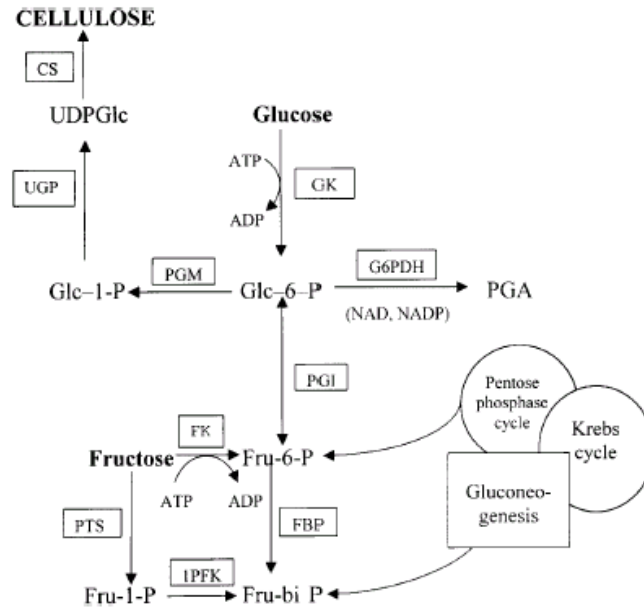 CELLULOSE
CS
UDPGlc
Glucose
ATP
GK
UGP
ADP
PGM
G6PDH
Glc-1-P
Glc-6-P
PGA
(NAD, NADP)
PGI
Pentose
phosphase
cycle
Krebs
cycle
FK
Fructose
Fru-6-P
ATP
ADP
Gluconeo-
genesis
PTS
FBP
1PFK
Fru-1-P
Fru-bi P